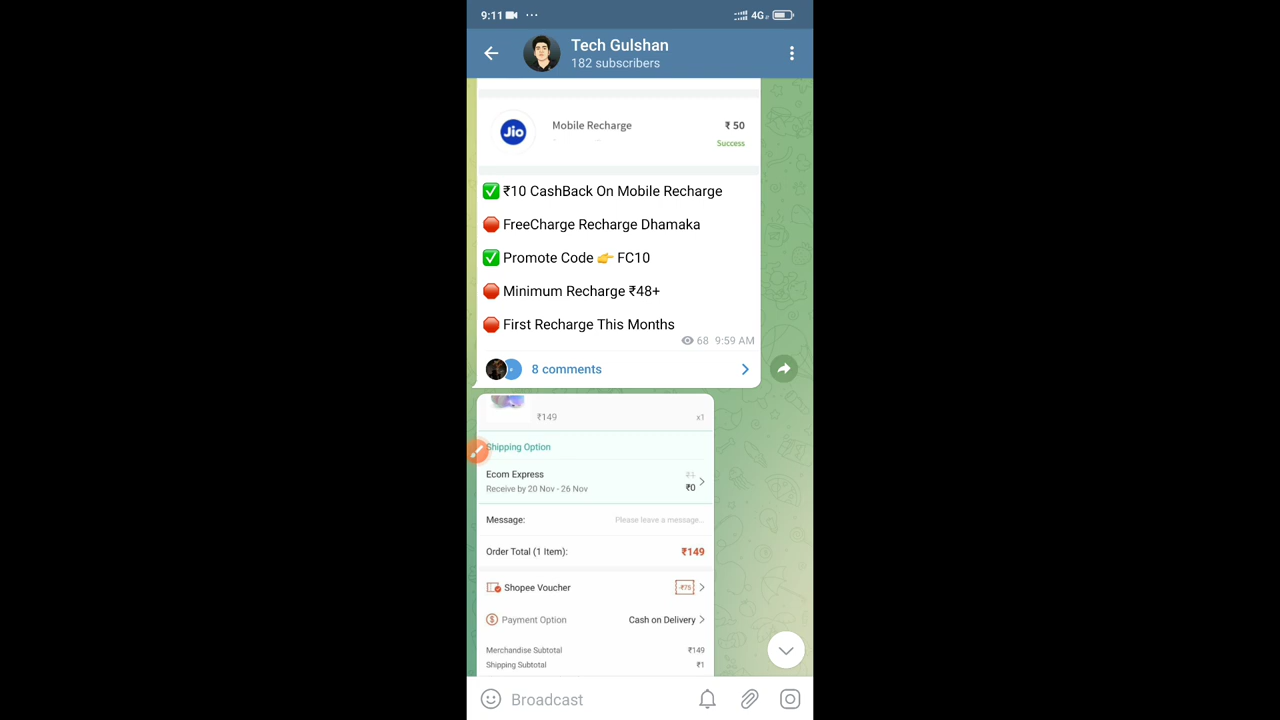 9:11 ...
4G
Tech Gulshan
182 subscribers
Jio
Mobile Recharge
₹ 50
Success
✅ ₹10 CashBack On Mobile Recharge
🛑 FreeCharge Recharge Dhamaka
✅ Promote Code 👉 FC10
🛑 Minimum Recharge ₹48+
🛑 First Recharge This Months
68 9:59 AM
8 comments
₹149 x1
Shipping Option
Ecom Express ₹1
Receive by 20 Nov - 26 Nov ₹0
Message: Please leave a message...
Order Total (1 Item): ₹149
Shopee Voucher -₹75
Payment Option Cash on Delivery
Merchandise Subtotal ₹149
Shipping Subtotal ₹1
Broadcast